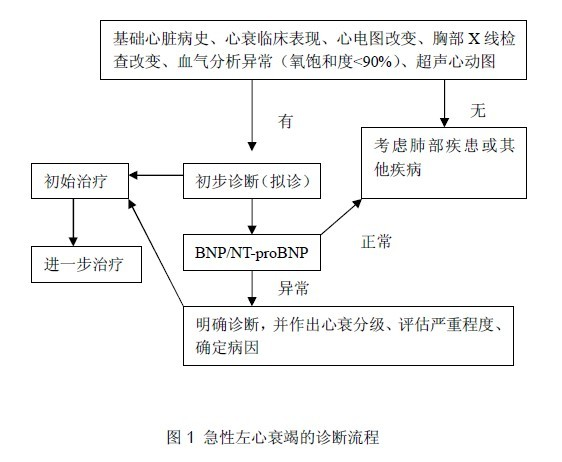 基础心脏病史、心衰临床表现、心电图改变、胸部 X 线检
查改变、血气分析异常（氧饱和度<90%）、超声心动图
有
无
考虑肺部疾患或其
他疾病
初始治疗
初步诊断（拟诊）
BNP/NT-proBNP
正常
进一步治疗
异常
明确诊断，并作出心衰分级、评估严重程度、
确定病因
图 1 急性左心衰竭的诊断流程